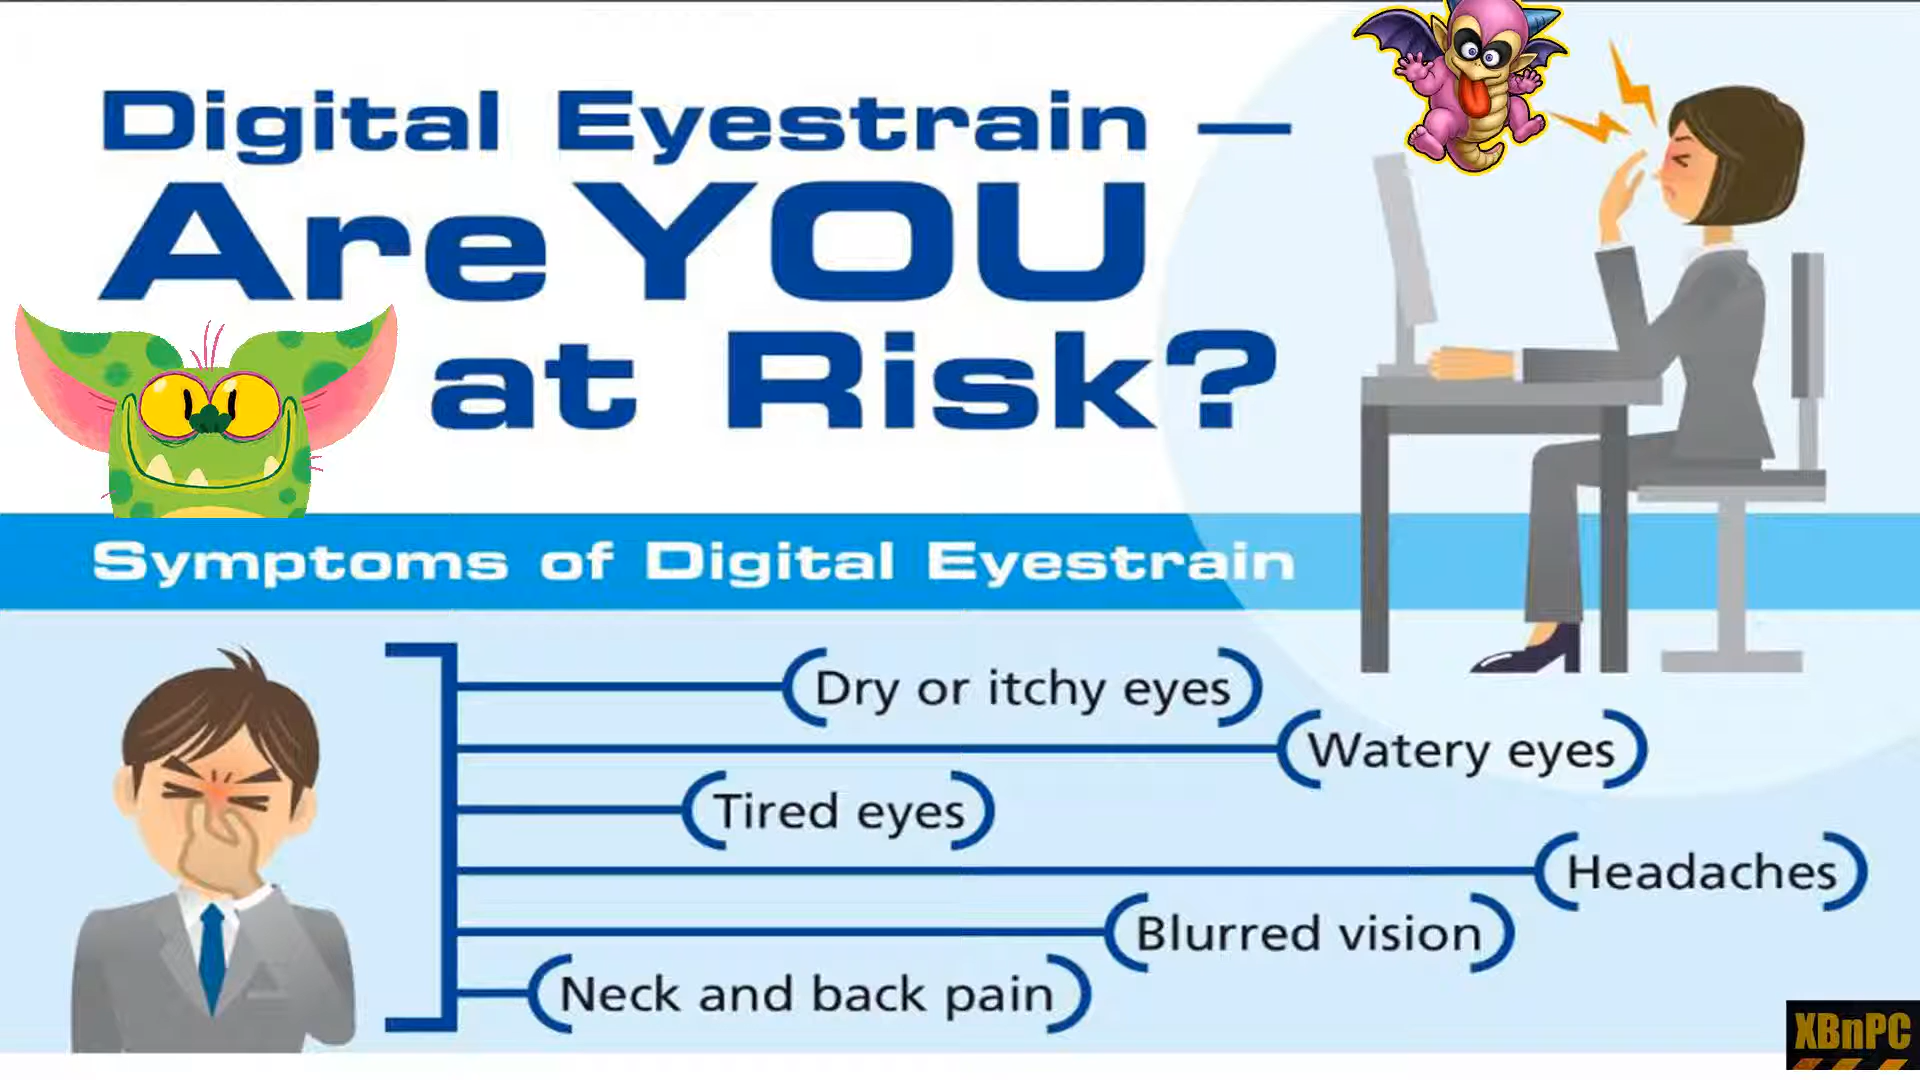 Digital Eyestrain —
Are YOU
at Risk?
Symptoms of Digital Eyestrain
Dry or itchy eyes
Watery eyes
Tired eyes
Headaches
Blurred vision
Neck and back pain
XBnPC